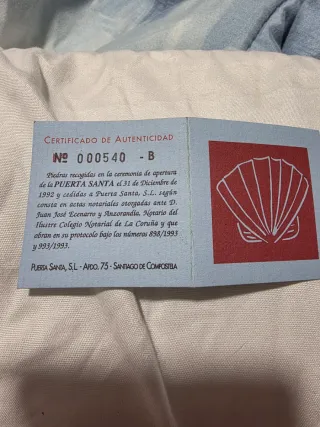 CERTIFICADO DE AUTENTICIDAD
Nº 000540 - B
Piedras recogidas en la ceremonia de apertura
de la PUERTA SANTA el 31 de Diciembre de
1992 y cedidas a Puerta Santa, S.L. según
consta en actas notariales otorgadas ante D.
Juan José Ecenarro y Anzorandía, Notario del
Ilustre Colegio Notarial de La Coruña y que
obran en su protocolo bajo los números 898/1993
y 993/1993.
PUERTA SANTA, S.L - APDO. 73 - SANTIAGO DE COMPOSTELA